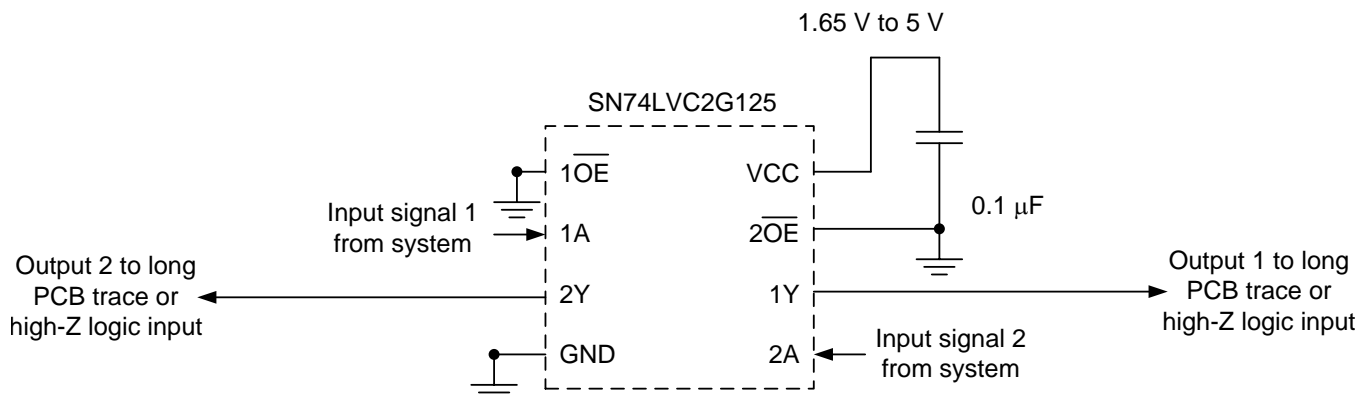 1.65 V to 5 V
SN74LVC2G125
1O̅E̅
VCC
0.1 μF
Input signal 1
from system
1A
2O̅E̅
Output 2 to long
PCB trace or
high-Z logic input
2Y
1Y
Output 1 to long
PCB trace or
high-Z logic input
GND
2A
Input signal 2
from system